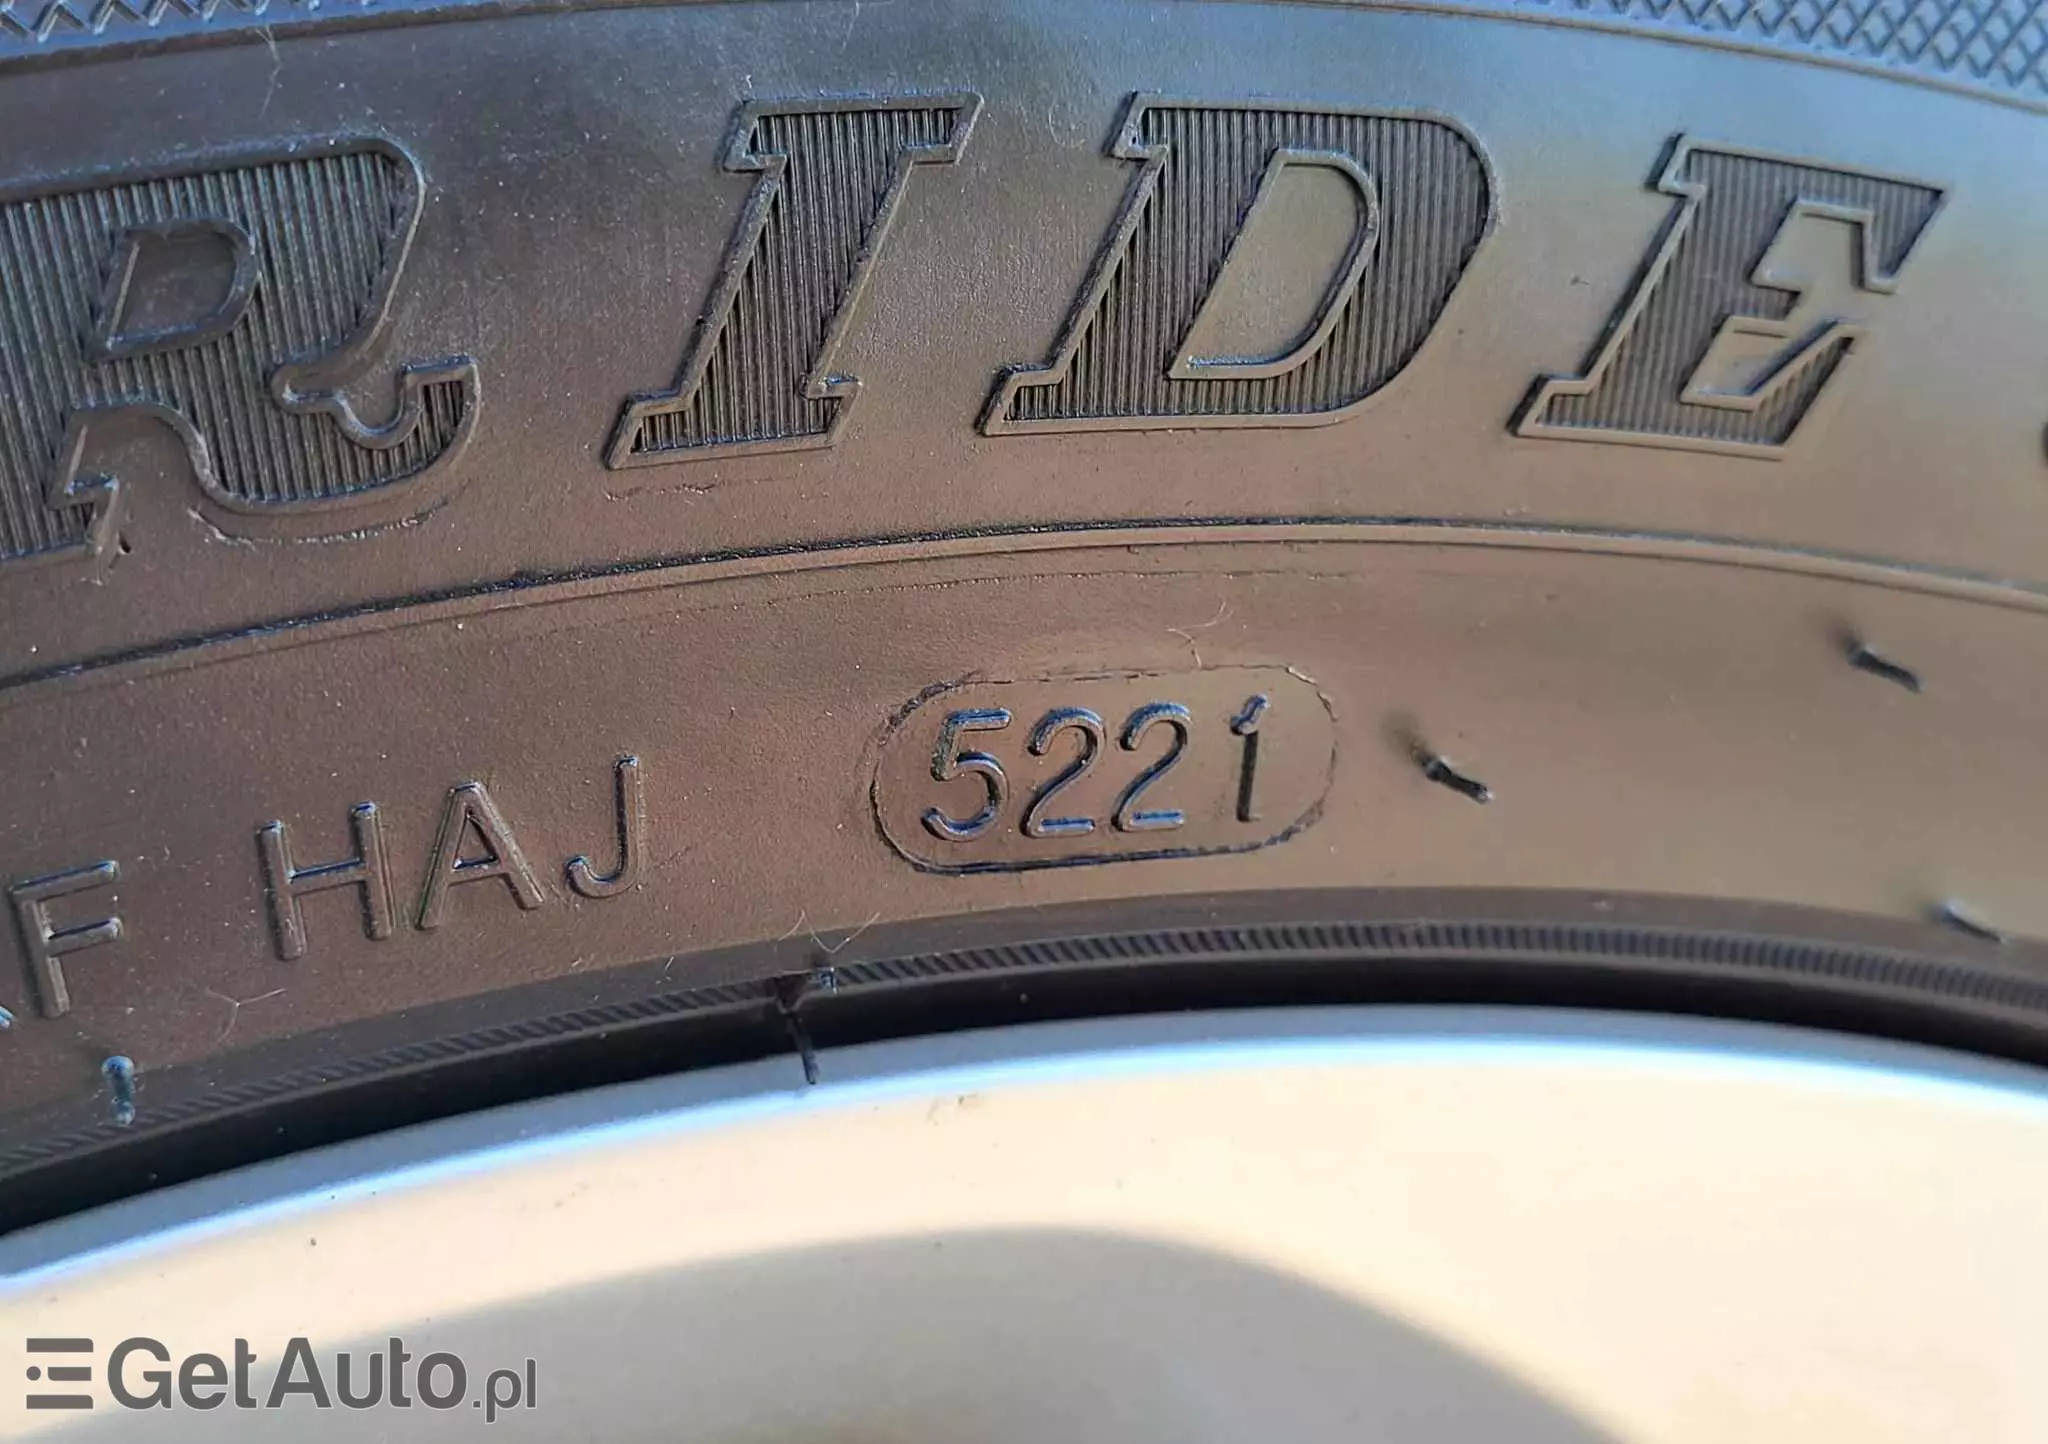 RIDE
F HAJ 5221
GetAuto.pl